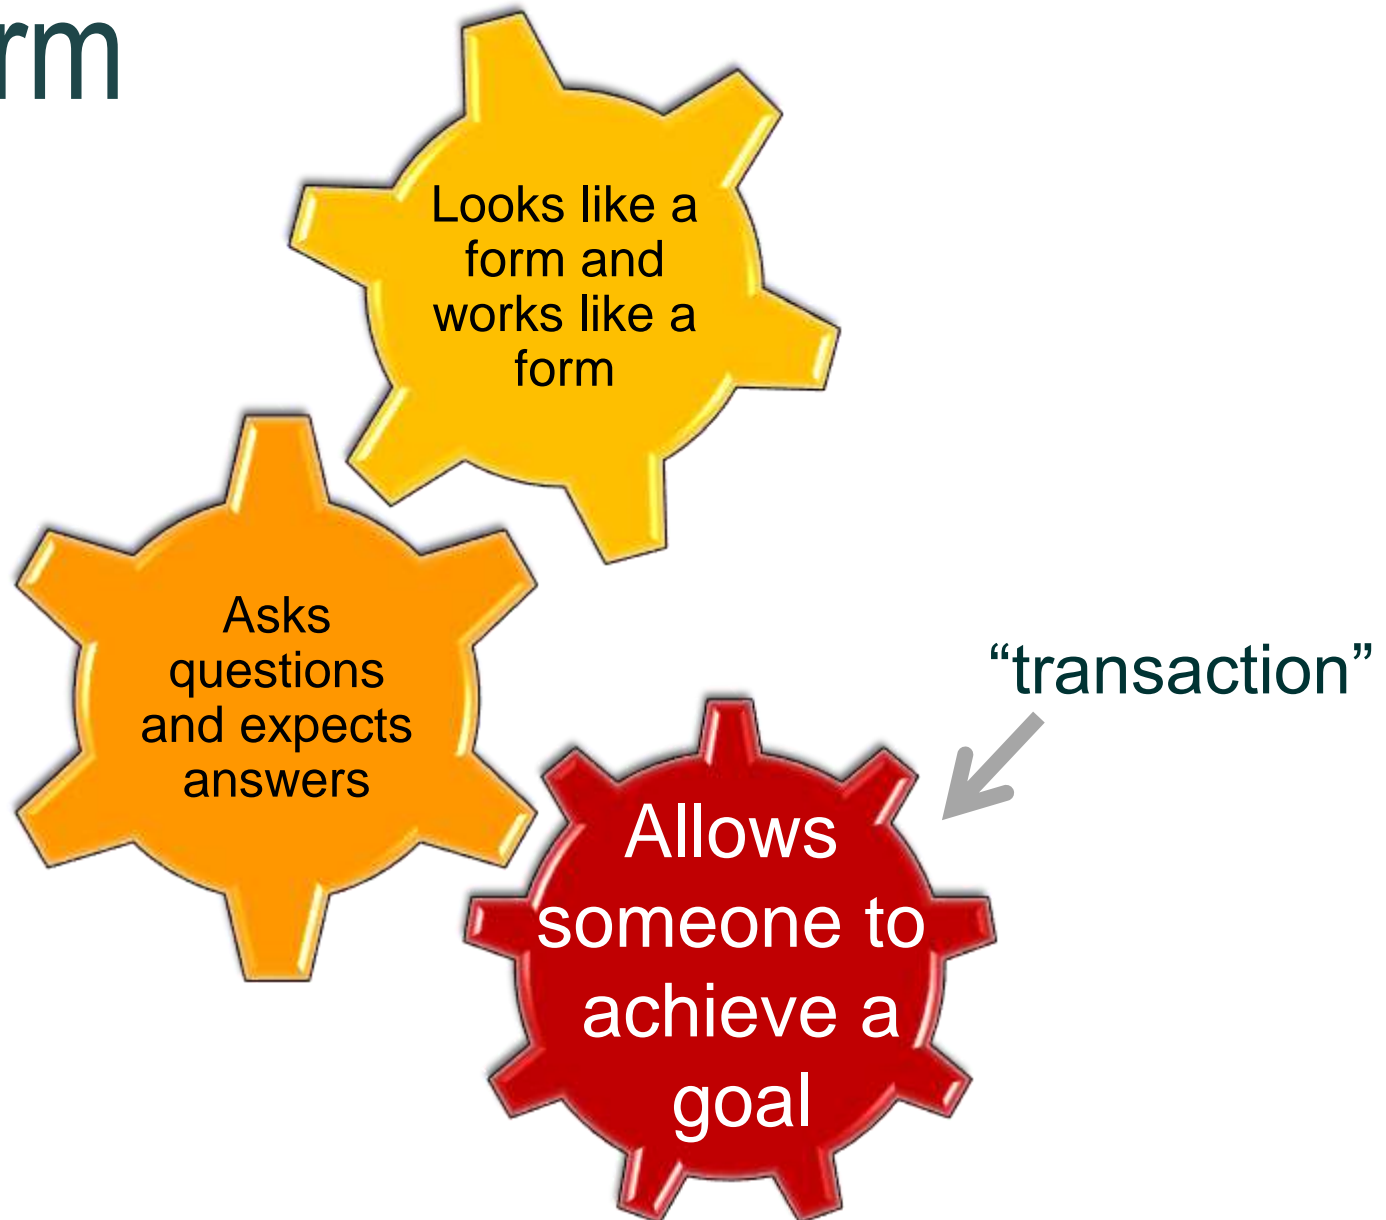 rm
Looks like a
form and
works like a
form
Asks
questions
and expects
answers
“transaction”
Allows
someone to
achieve a
goal